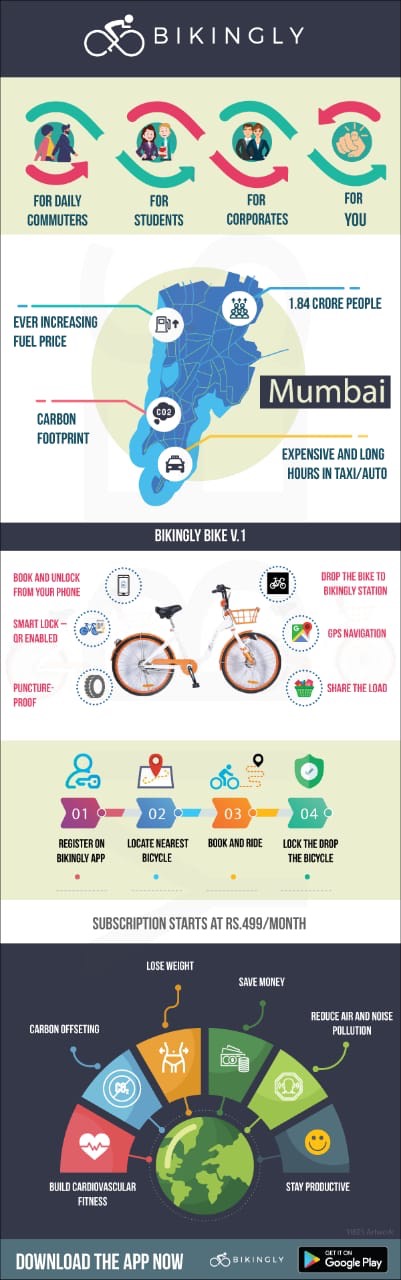 BIKINGLY
FOR DAILY
COMMUTERS
FOR
STUDENTS
FOR
CORPORATES
FOR
YOU
1.84 CRORE PEOPLE
EVER INCREASING
FUEL PRICE
Mumbai
CO2
CARBON
FOOTPRINT
EXPENSIVE AND LONG
HOURS IN TAXI/AUTO
BIKINGLY BIKE V.1
BOOK AND UNLOCK
FROM YOUR PHONE
DROP THE BIKE TO
BIKINGLY STATION
SMART LOCK –
QR ENABLED
GPS NAVIGATION
PUNCTURE-
PROOF
SHARE THE LOAD
01
02
03
04
REGISTER ON
BIKINGLY APP
LOCATE NEAREST
BICYCLE
BOOK AND RIDE
LOCK THE DROP
THE BICYCLE
SUBSCRIPTION STARTS AT RS.499/MONTH
LOSE WEIGHT
SAVE MONEY
CARBON OFFSETING
REDUCE AIR AND NOISE
POLLUTION
CO2
BUILD CARDIOVASCULAR
FITNESS
STAY PRODUCTIVE
DOWNLOAD THE APP NOW
BIKINGLY
GET IT ON
Google Play